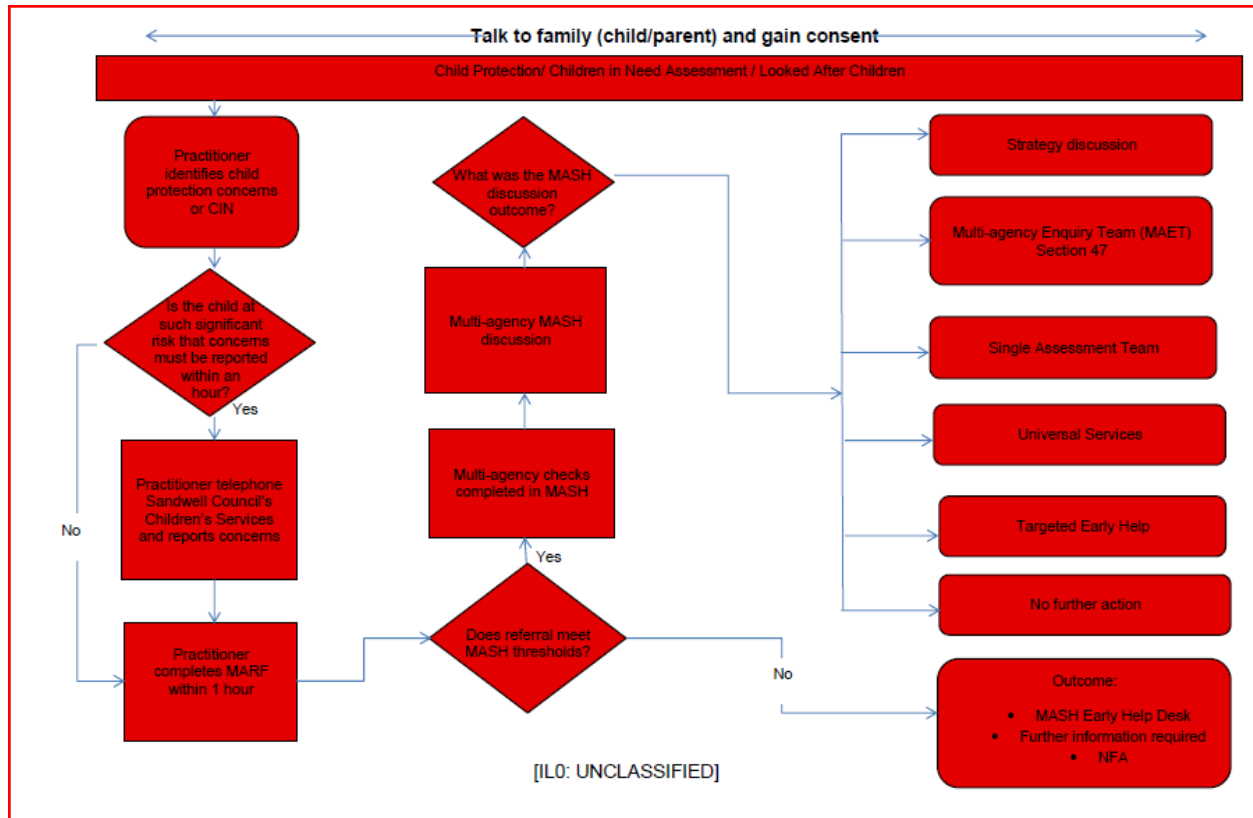 Talk to family (child/parent) and gain consent
Child Protection/ Children in Need Assessment / Looked After Children
Practitioner
identifies child
protection concerns
or CIN
Is the child at
such significant
risk that concerns
must be reported
within an
hour?
Yes
No
Practitioner telephone
Sandwell Council's
Children's Services
and reports concerns
Practitioner
completes MARF
within 1 hour
Does referral meet
MASH thresholds?
Yes
No
Multi-agency checks
completed in MASH
Multi-agency MASH
discussion
What was the MASH
discussion
outcome?
Strategy discussion
Multi-agency Enquiry Team (MAET)
Section 47
Single Assessment Team
Universal Services
Targeted Early Help
No further action
Outcome:
• MASH Early Help Desk
• Further information required
• NFA
[IL0: UNCLASSIFIED]